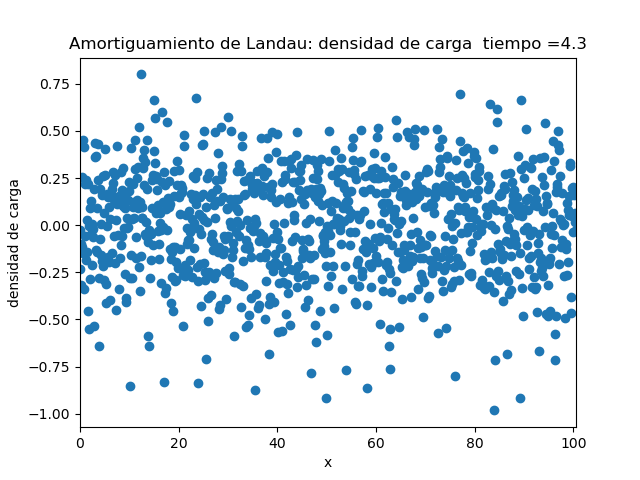 Amortiguamiento de Landau: densidad de carga  tiempo =4.3
densidad de carga
0.75
0.50
0.25
0.00
−0.25
−0.50
−0.75
−1.00
0 20 40 60 80 100
x